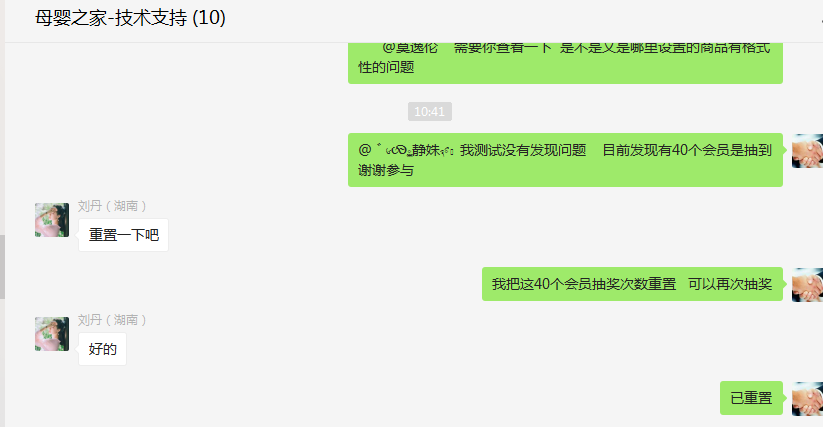 母婴之家-技术支持 (10)
@莫逸伦 需要你查看一下 是不是又是哪里设置的商品有格式
性的问题
10:41
静姝 我测试没有发现问题 目前发现有40个会员是抽到
谢谢参与
刘丹（湖南）
重置一下吧
我把这40个会员抽奖次数重置 可以再次抽奖
刘丹（湖南）
好的
已重置